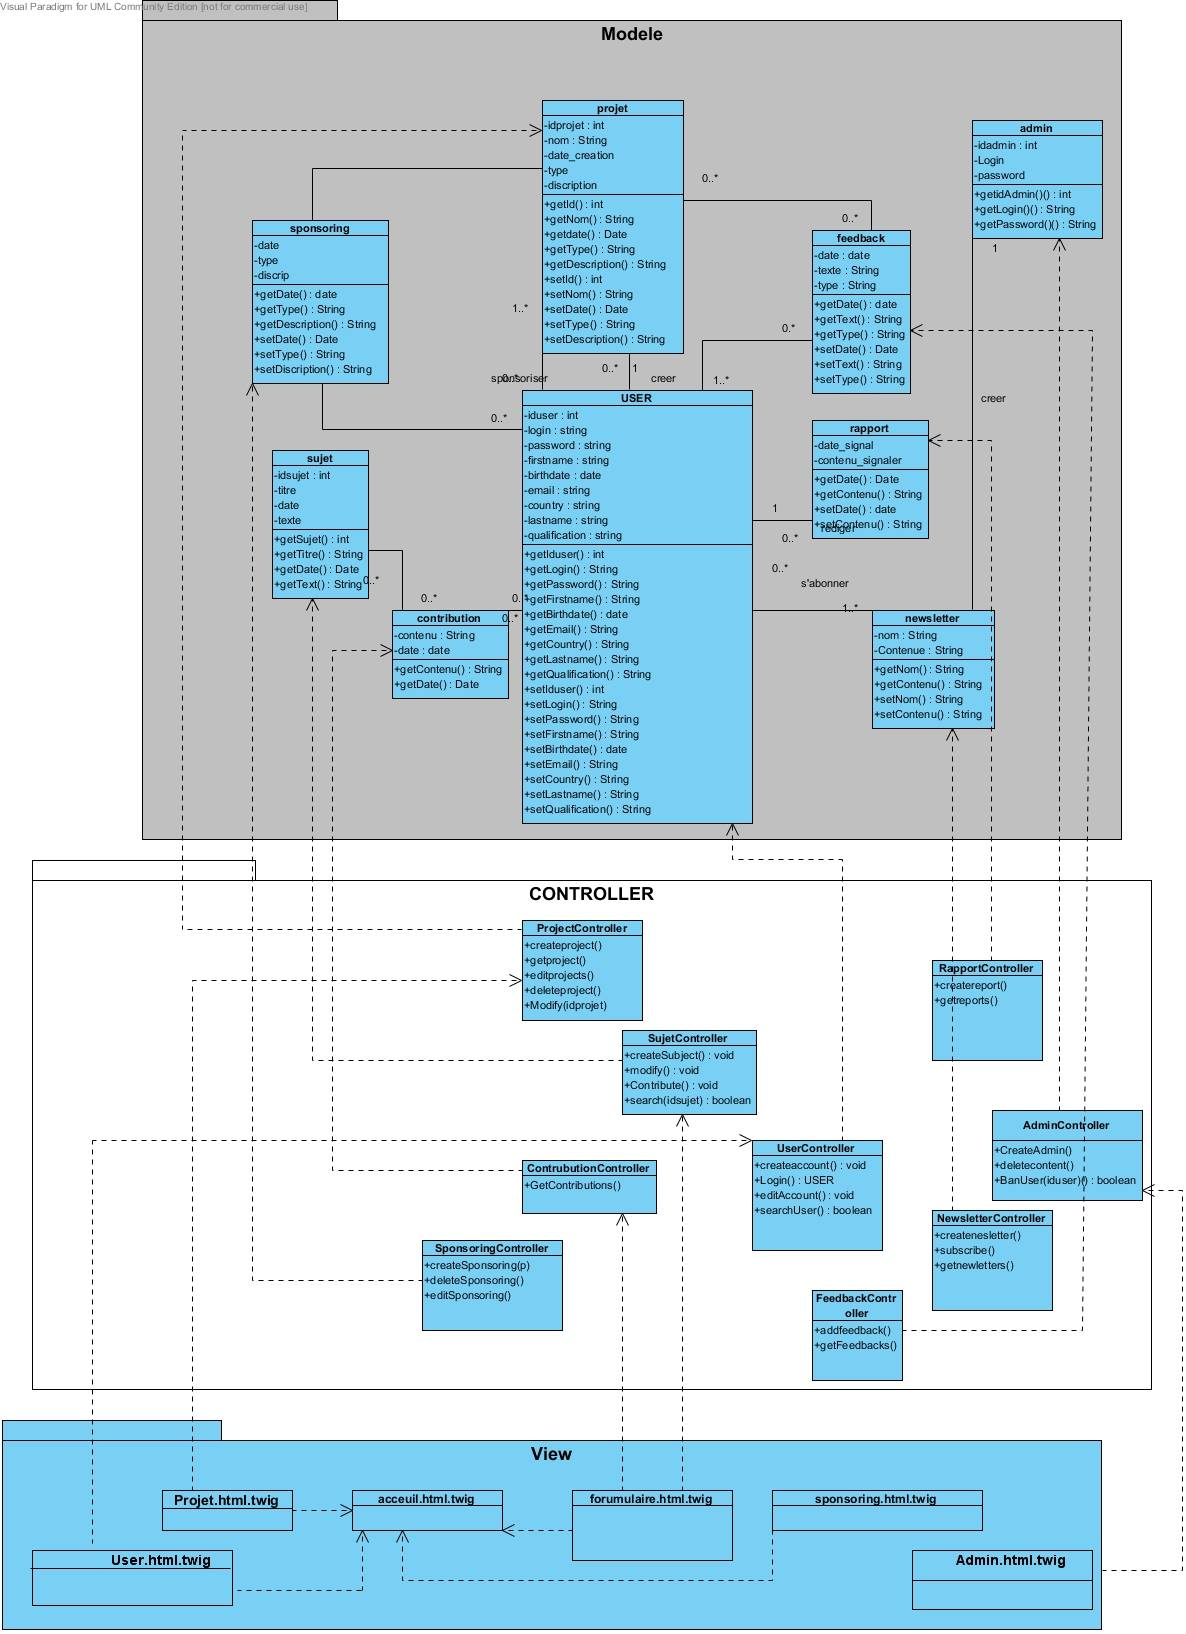 Visual Paradigm for UML Community Edition [not for commercial use]
Modele
projet
-idprojet : int
-nom : String
-date_creation
-type
-discription
+getId() : int
+getNom() : String
+getdate() : Date
+getType() : String
+getDescription() : String
+setId() : int
+setNom() : String
+setDate() : Date
+setType() : String
+setDescription() : String
admin
-idadmin : int
-Login
-password
+getidAdmin()() : int
+getLogin()() : String
+getPassword()() : String
1
0..*
0..*
sponsoring
-date
-type
-discrip
+getDate() : date
+getType() : String
+getDescription() : String
+setDate() : Date
+setType() : String
+setDiscription() : String
feedback
-date : date
-texte : String
-type : String
+getDate() : date
+getText() : String
+getType() : String
+setDate() : Date
+setText() : String
+setType() : String
1..*
0.*
sponsoriser
0..*
0..*
1
creer
1..*
0..*
creer
USER
-iduser : int
-login : string
-password : string
-firstname : string
-birthdate : date
-email : string
-country : string
-lastname : string
-qualification : string
+getIduser() : int
+getLogin() : String
+getPassword() : String
+getFirstname() : String
+getBirthdate() : date
+getEmail() : String
+getCountry() : String
+getLastname() : String
+getQualification() : String
+setIduser() : int
+setLogin() : String
+setPassword() : String
+setFirstname() : String
+setBirthdate() : date
+setEmail() : String
+setCountry() : String
+setLastname() : String
+setQualification() : String
rapport
-date_signal
-contenu_signaler
+getDate() : Date
+getContenu() : String
+setDate() : date
+setContenu() : String
1
rediger
0..*
0..*
s'abonner
1..*
sujet
-idsujet : int
-titre
-date
-texte
+getSujet() : int
+getTitre() : String
+getDate() : Date
+getText() : String
0..*
0..*
0..*
0..*
contribution
-contenu : String
-date : date
+getContenu() : String
+getDate() : Date
newsletter
-nom : String
-Contenue : String
+getNom() : String
+getContenu() : String
+setNom() : String
+setContenu() : String
CONTROLLER
ProjectController
+createproject()
+getproject()
+editprojects()
+deleteproject()
+Modify(idprojet)
RapportController
+createreport()
+getreports()
SujetController
+createSubject() : void
+modify() : void
+Contribute() : void
+search(idsujet) : boolean
AdminController
+CreateAdmin()
+deletecontent()
+BanUser(iduser)() : boolean
UserController
+createaccount() : void
+Login() : USER
+editAccount() : void
+searchUser() : boolean
ContrubutionController
+GetContributions()
NewsletterController
+createnesletter()
+subscribe()
+getnewletters()
SponsoringController
+createSponsoring(p)
+deleteSponsoring()
+editSponsoring()
FeedbackContr
oller
+addfeedback()
+getFeedbacks()
View
Projet.html.twig
acceuil.html.twig
forumulaire.html.twig
sponsoring.html.twig
User.html.twig
Admin.html.twig